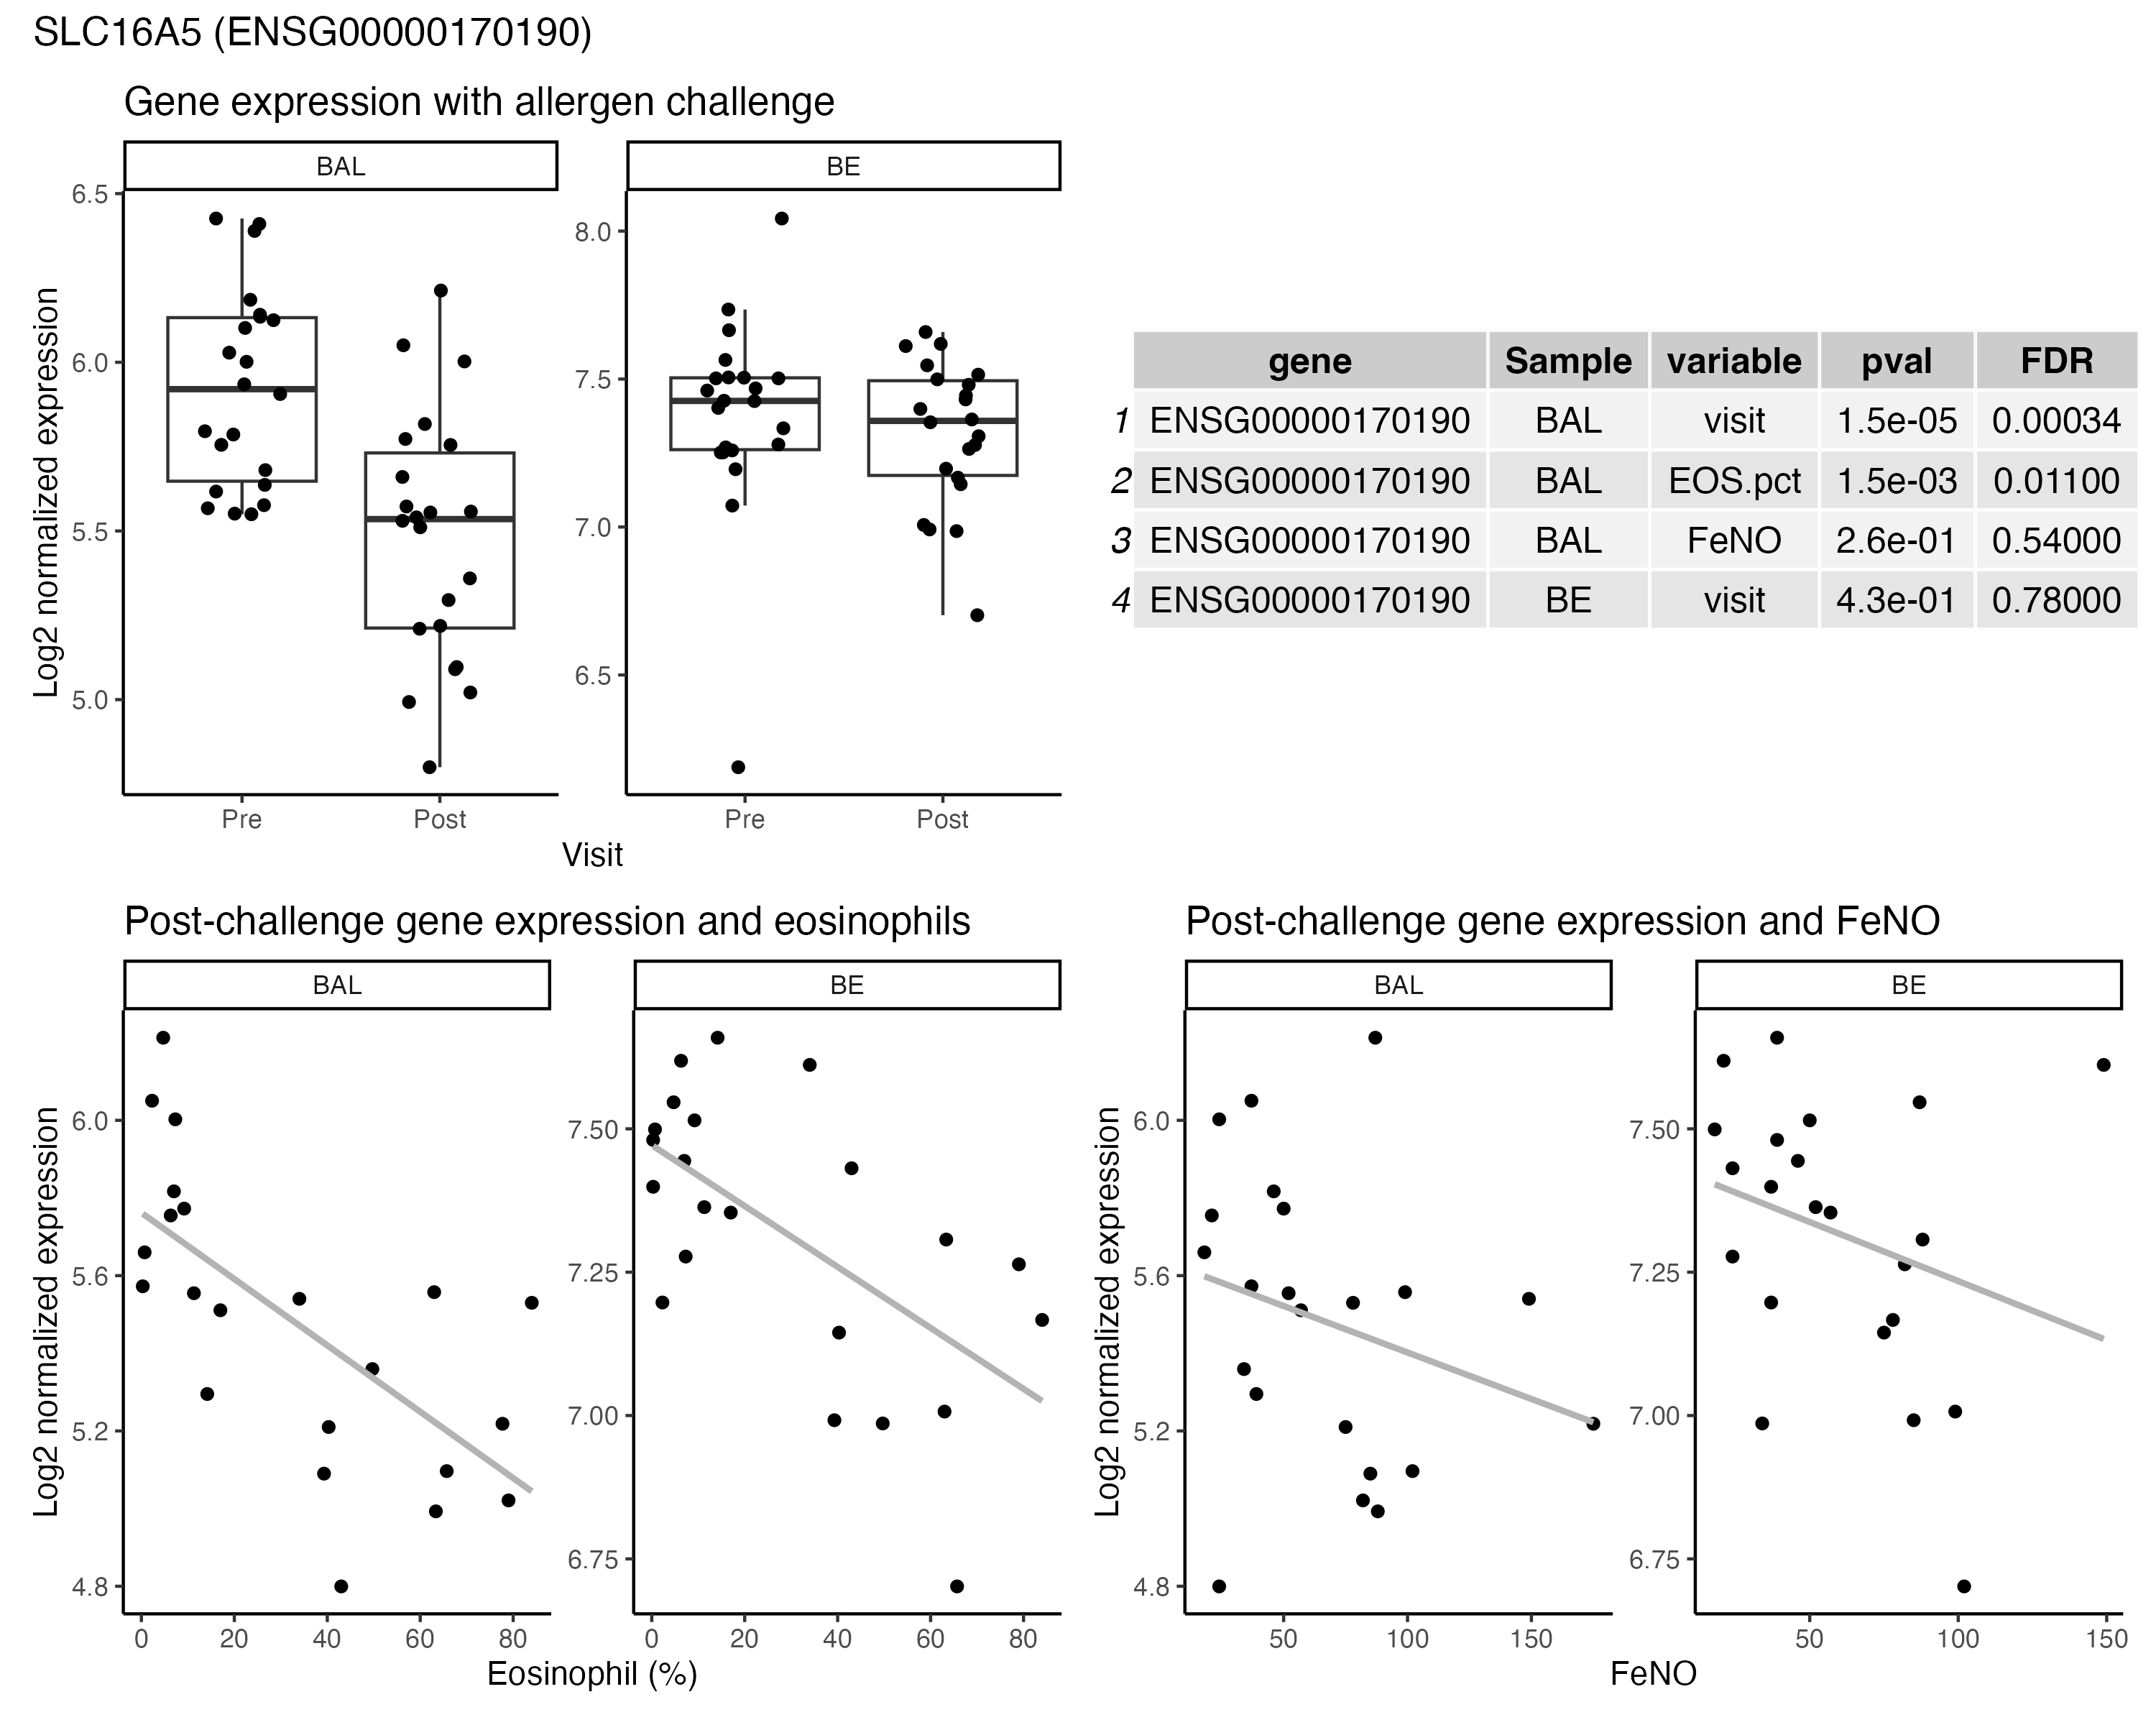 SLC16A5 (ENSG00000170190)
Gene expression with allergen challenge
BAL BE
Log2 normalized expression
6.5
6.0
5.5
5.0
8.0
7.5
7.0
6.5
Pre Post Pre Post
Visit
gene Sample variable pval FDR
1 ENSG00000170190 BAL visit 1.5e-05 0.00034
2 ENSG00000170190 BAL EOS.pct 1.5e-03 0.01100
3 ENSG00000170190 BAL FeNO 2.6e-01 0.54000
4 ENSG00000170190 BE visit 4.3e-01 0.78000
Post-challenge gene expression and eosinophils
BAL BE
Log2 normalized expression
6.0
5.6
5.2
4.8
7.50
7.25
7.00
6.75
0 20 40 60 80 0 20 40 60 80
Eosinophil (%)
Post-challenge gene expression and FeNO
BAL BE
Log2 normalized expression
6.0
5.6
5.2
4.8
7.50
7.25
7.00
6.75
50 100 150 50 100 150
FeNO